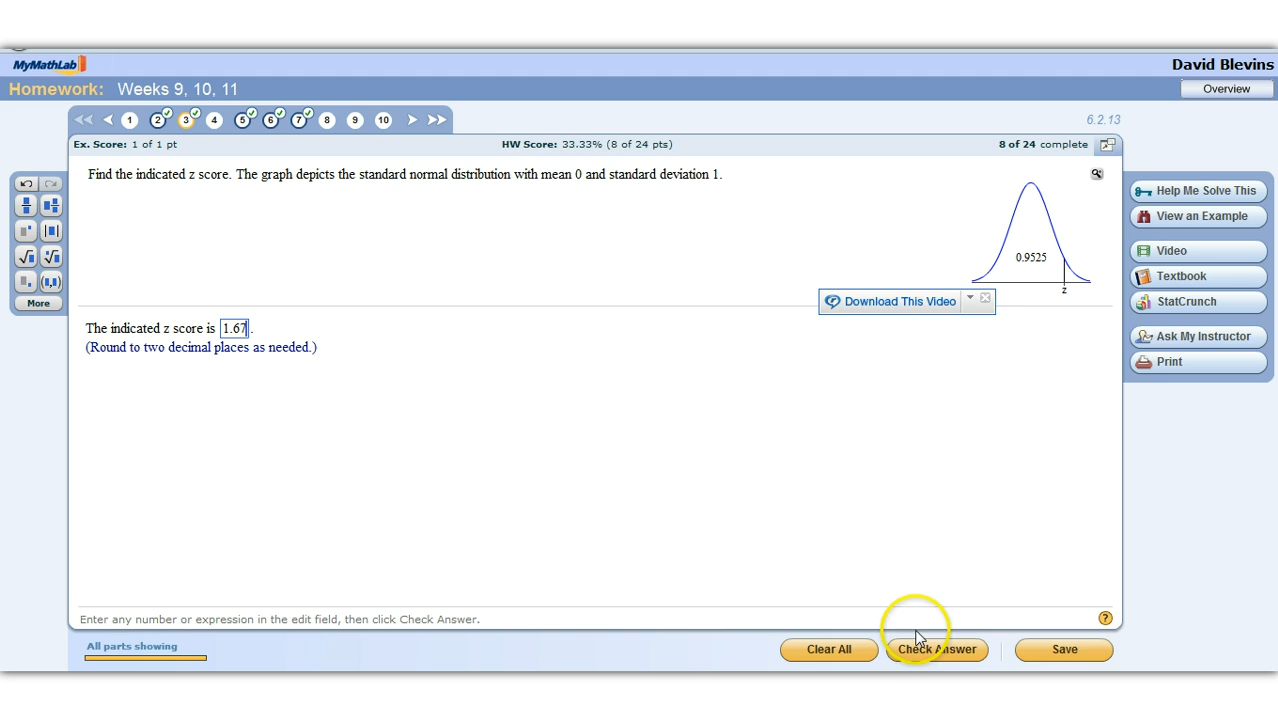 MyMathLab
David Blevins
Homework: Weeks 9, 10, 11
Overview
1 2 3 4 5 6 7 8 9 10
6.2.13
Ex. Score: 1 of 1 pt
HW Score: 33.33% (8 of 24 pts)
8 of 24 complete
Find the indicated z score. The graph depicts the standard normal distribution with mean 0 and standard deviation 1.
0.9525
z
Download This Video
The indicated z score is 1.67.
(Round to two decimal places as needed.)
More
Help Me Solve This
View an Example
Video
Textbook
StatCrunch
Ask My Instructor
Print
Enter any number or expression in the edit field, then click Check Answer.
?
All parts showing
Clear All
Check Answer
Save